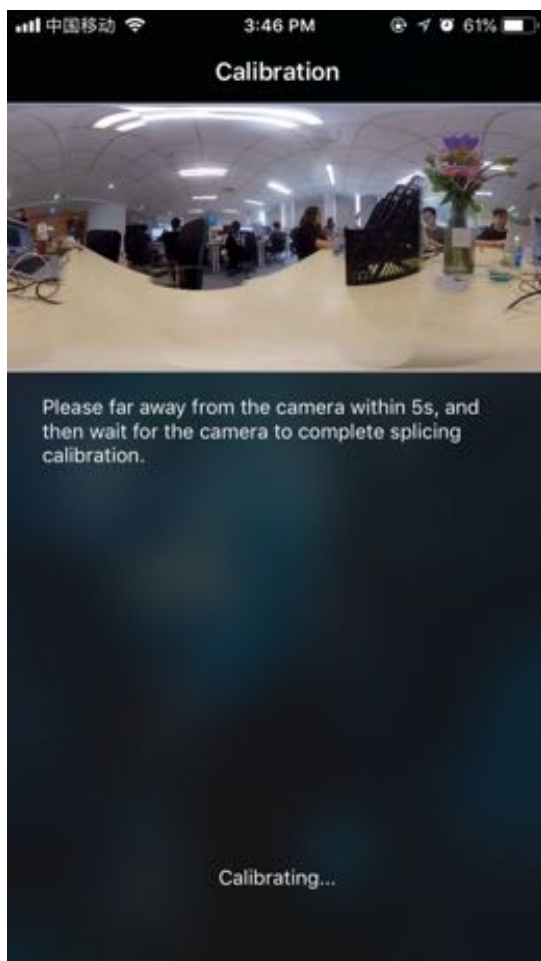 中国移动 3:46 PM 61%
Calibration
Please far away from the camera within 5s, and
then wait for the camera to complete splicing
calibration.
Calibrating...